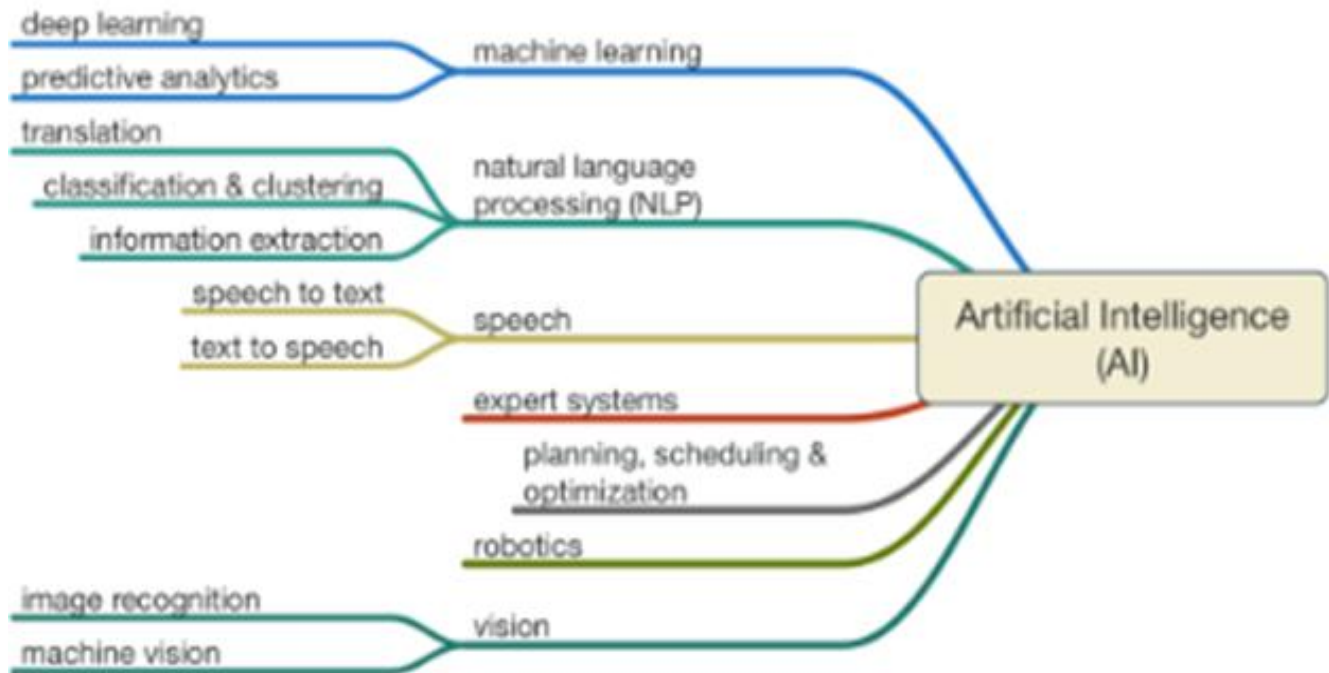 deep learning
machine learning
predictive analytics
translation
natural language
processing (NLP)
classification & clustering
information extraction
speech to text
speech
text to speech
Artificial Intelligence
(AI)
expert systems
planning, scheduling &
optimization
robotics
image recognition
vision
machine vision